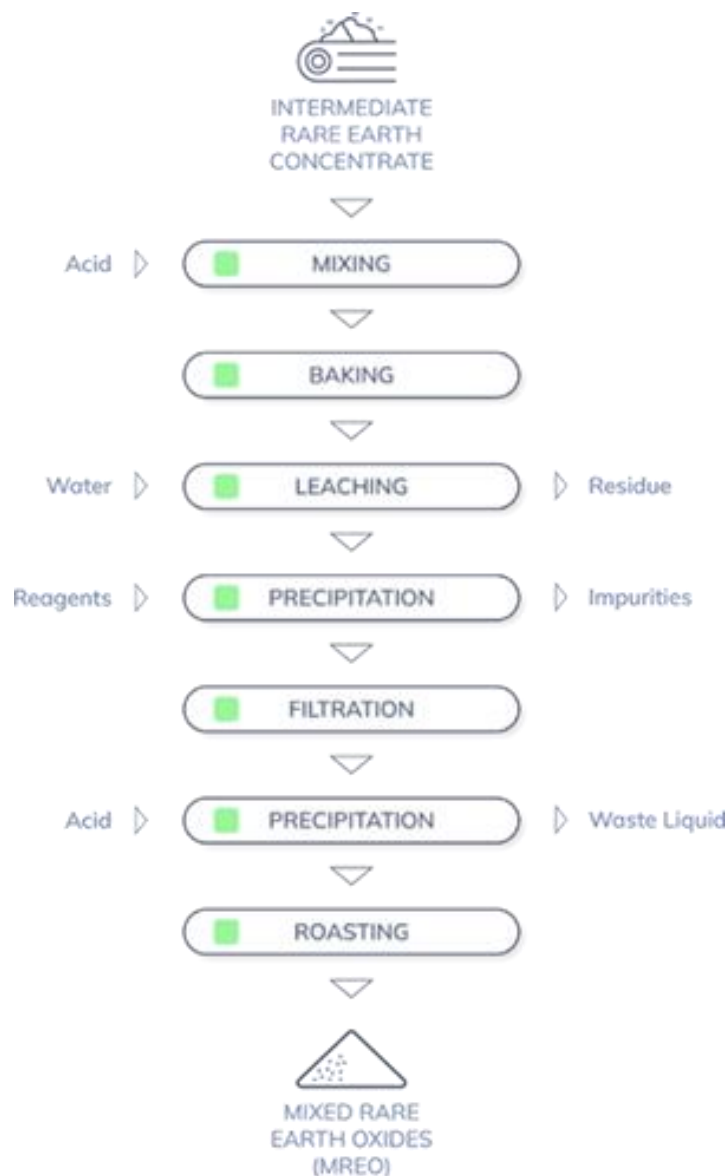 INTERMEDIATE
RARE EARTH
CONCENTRATE
Acid
MIXING
BAKING
Water
LEACHING
Residue
Reagents
PRECIPITATION
Impurities
FILTRATION
Acid
PRECIPITATION
Waste Liquid
ROASTING
MIXED RARE
EARTH OXIDES
(MREO)